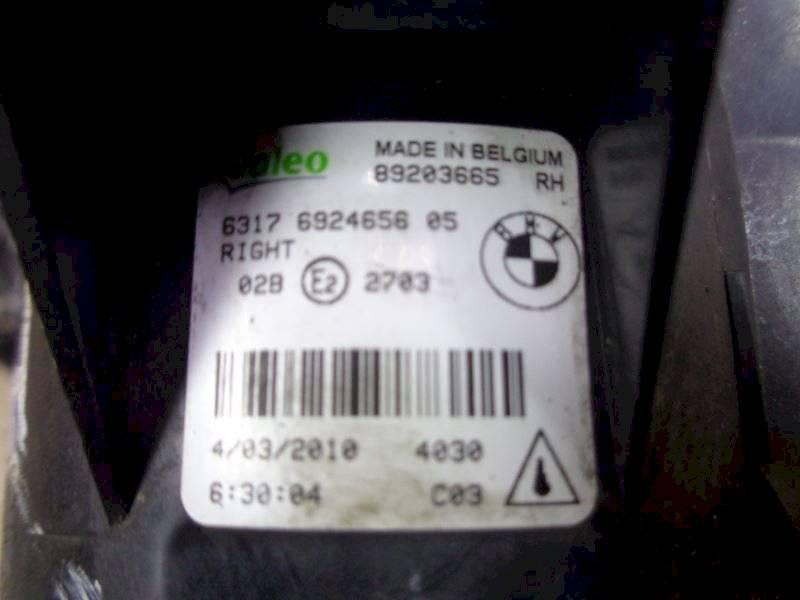 Valeo
MADE IN BELGIUM
89203665 RH
6317 6924656 05
RIGHT
BMW
02B E2 2703
4/03/2010 4030
6:30:04 C03